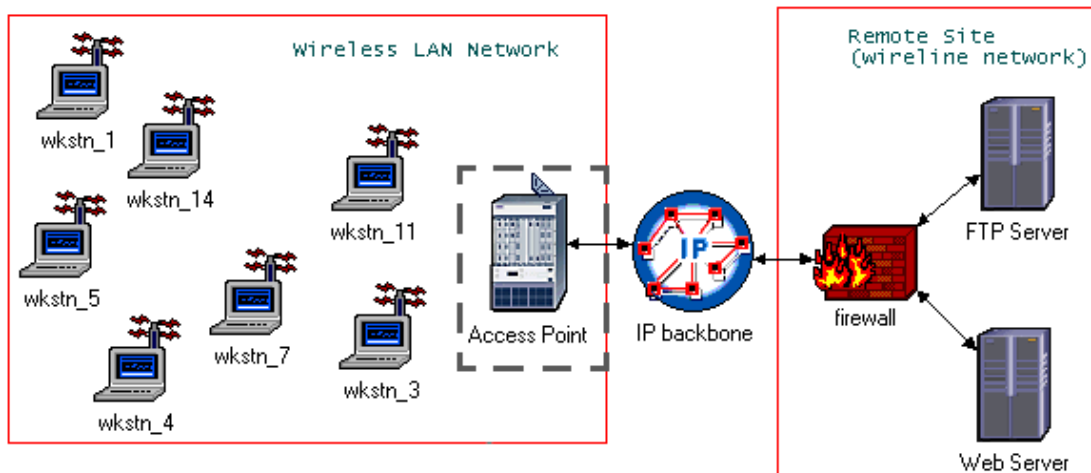 Wireless LAN Network
wkstn_1
wkstn_14
wkstn_11
wkstn_5
wkstn_7
wkstn_3
wkstn_4
Access Point
IP
IP backbone
Remote Site
(wireline network)
FTP Server
firewall
Web Server